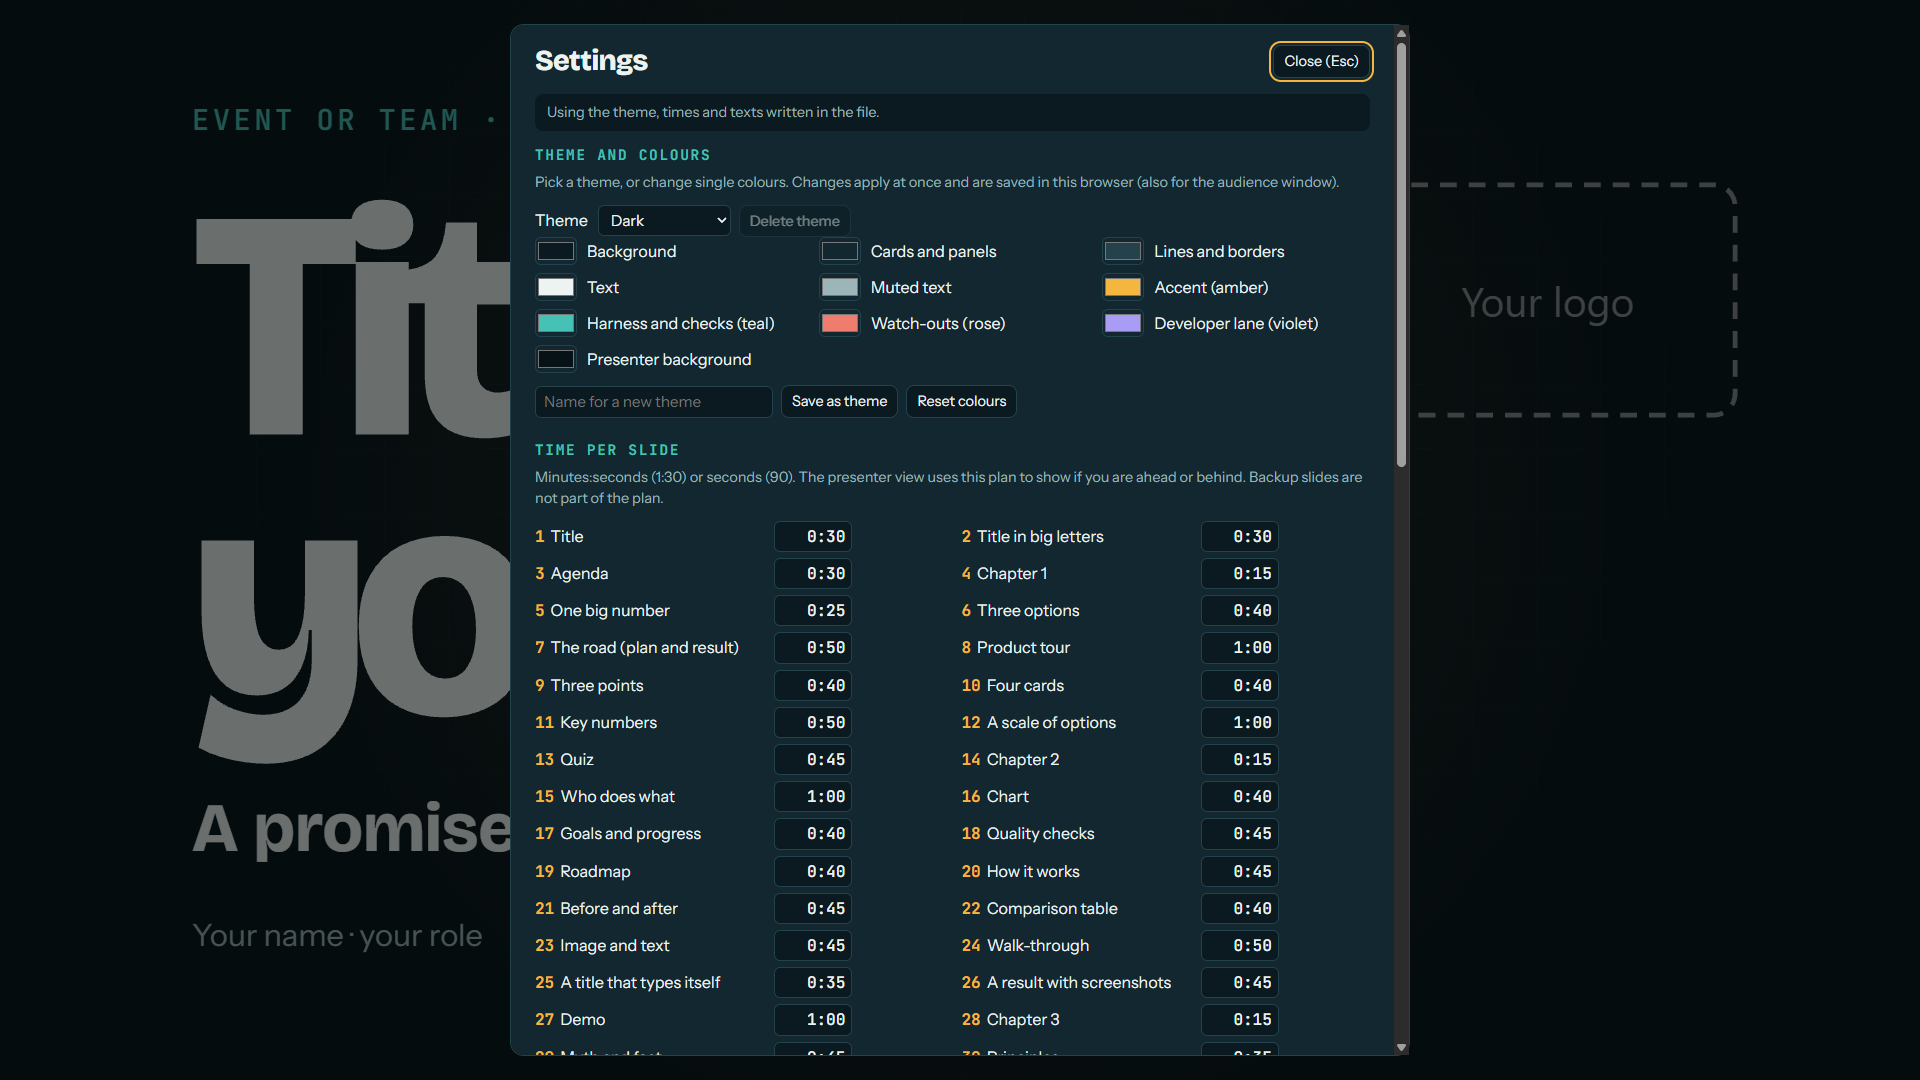 EVENT OR TEAM ·
Tit
yo
A promise
Your name · your role
Your logo
Settings
Close (Esc)
Using the theme, times and texts written in the file.
THEME AND COLOURS
Pick a theme, or change single colours. Changes apply at once and are saved in this browser (also for the audience window).
Theme Dark Delete theme
Background Cards and panels Lines and borders
Text Muted text Accent (amber)
Harness and checks (teal) Watch-outs (rose) Developer lane (violet)
Presenter background
Name for a new theme Save as theme Reset colours
TIME PER SLIDE
Minutes:seconds (1:30) or seconds (90). The presenter view uses this plan to show if you are ahead or behind. Backup slides are
not part of the plan.
1 Title 0:30 2 Title in big letters 0:30
3 Agenda 0:30 4 Chapter 1 0:15
5 One big number 0:25 6 Three options 0:40
7 The road (plan and result) 0:50 8 Product tour 1:00
9 Three points 0:40 10 Four cards 0:40
11 Key numbers 0:50 12 A scale of options 1:00
13 Quiz 0:45 14 Chapter 2 0:15
15 Who does what 1:00 16 Chart 0:40
17 Goals and progress 0:40 18 Quality checks 0:45
19 Roadmap 0:40 20 How it works 0:45
21 Before and after 0:45 22 Comparison table 0:40
23 Image and text 0:45 24 Walk-through 0:50
25 A title that types itself 0:35 26 A result with screenshots 0:45
27 Demo 1:00 28 Chapter 3 0:15